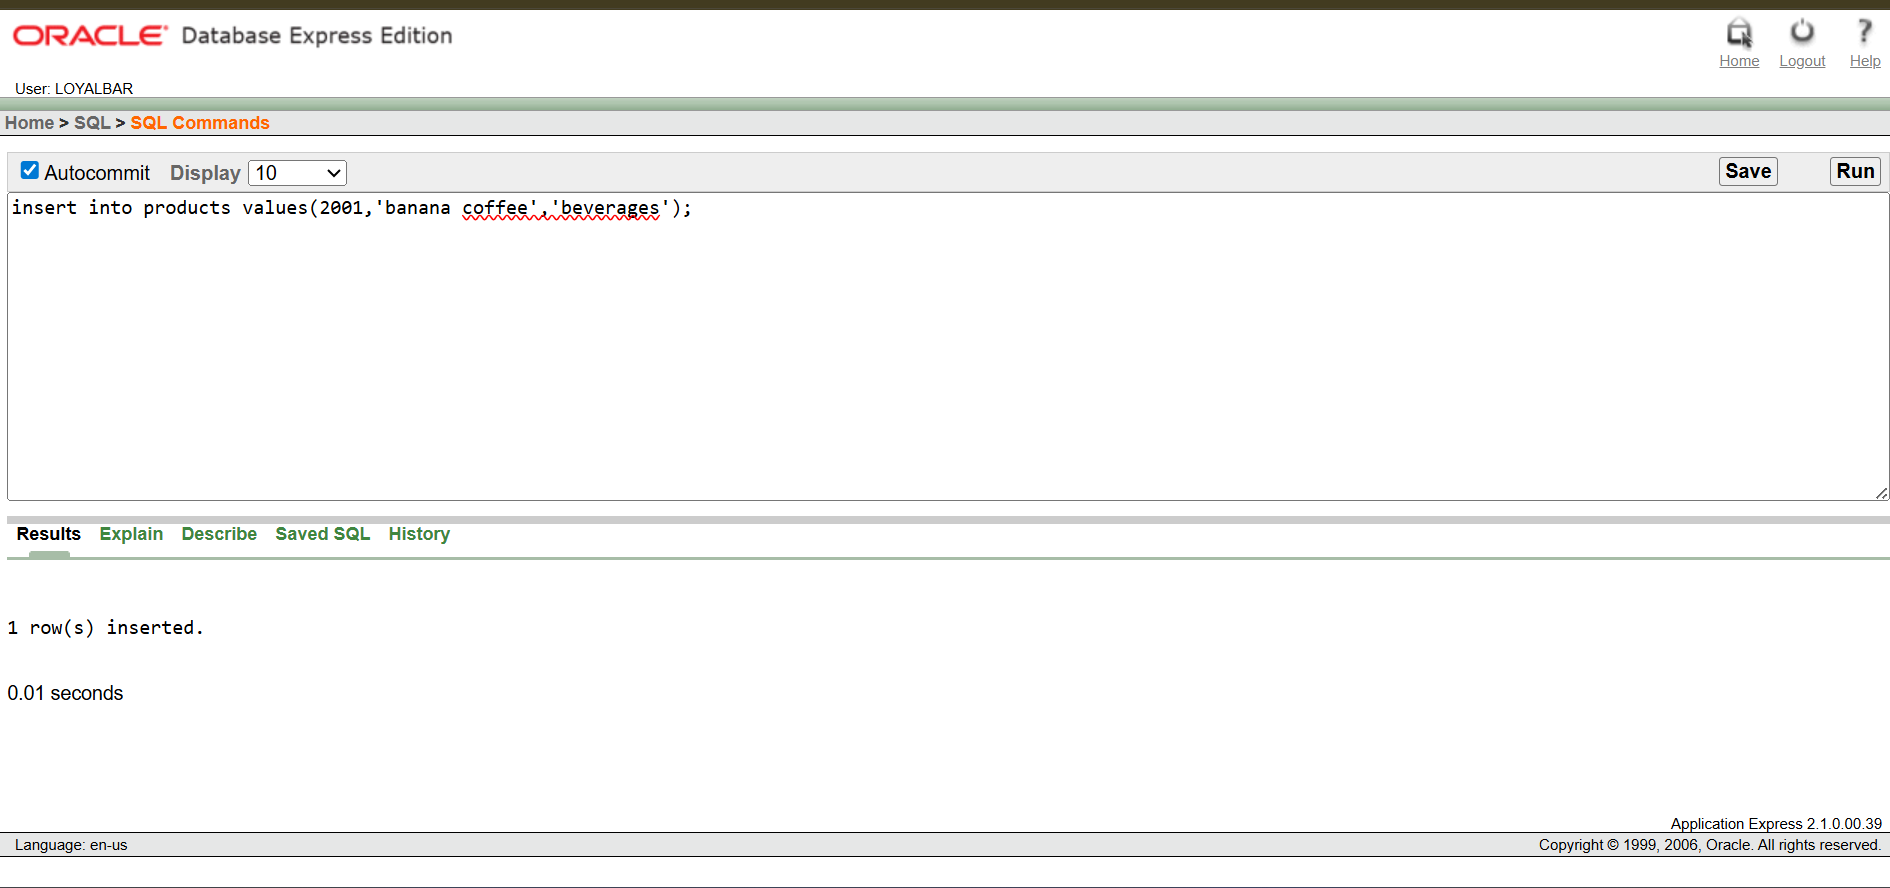 ORACLE Database Express Edition
Home Logout Help
User: LOYALBAR
Home > SQL > SQL Commands
Autocommit Display 10 Save Run
insert into products values(2001,'banana coffee','beverages');
Results Explain Describe Saved SQL History
1 row(s) inserted.
0.01 seconds
Application Express 2.1.0.00.39
Language: en-us Copyright © 1999, 2006, Oracle. All rights reserved.